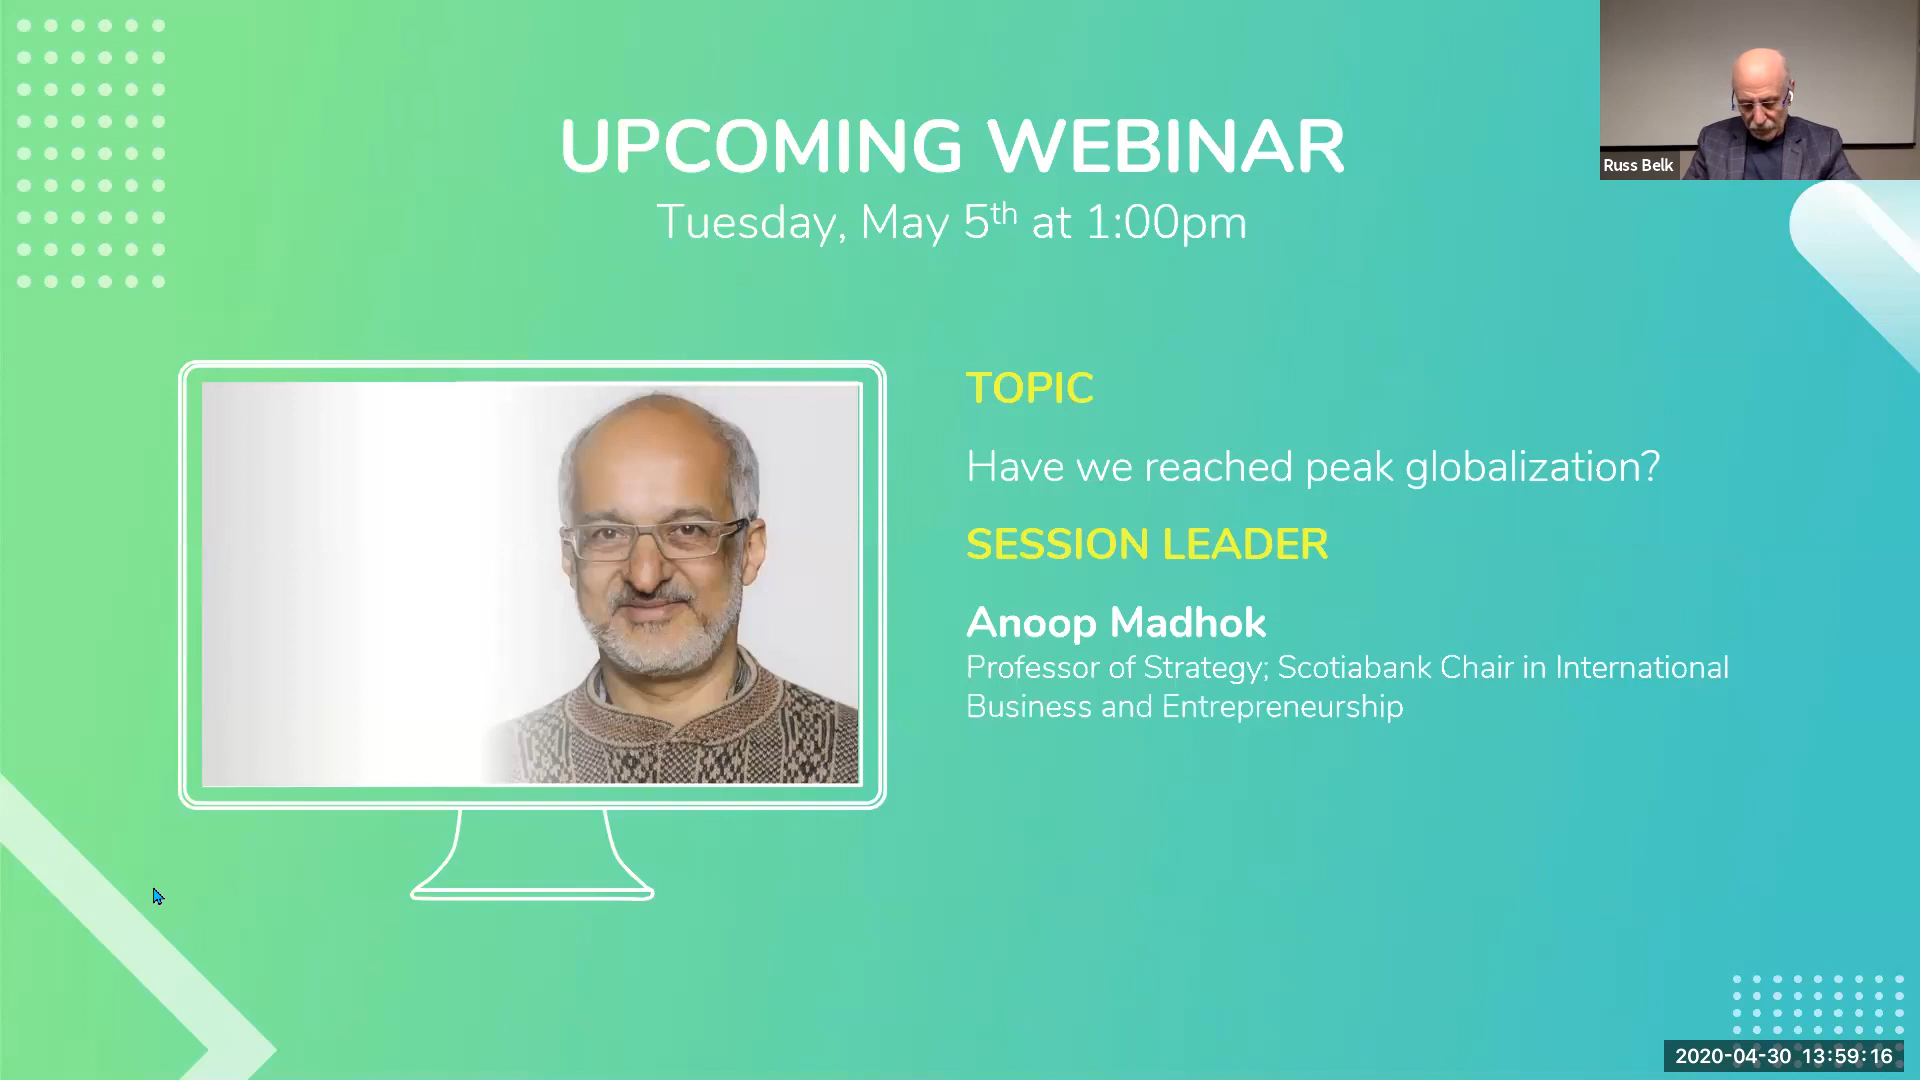 UPCOMING WEBINAR
Tuesday, May 5th at 1:00pm
Russ Belk
TOPIC
Have we reached peak globalization?
SESSION LEADER
Anoop Madhok
Professor of Strategy; Scotiabank Chair in International
Business and Entrepreneurship
2020-04-30 13:59:16